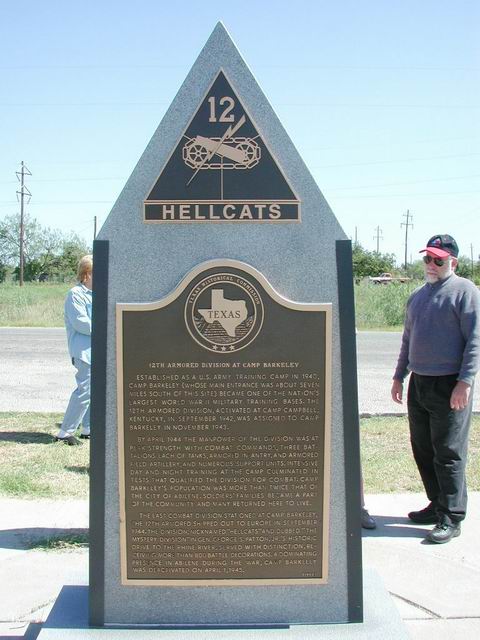 12
HELLCATS
TEXAS HISTORICAL COMMISSION
TEXAS
12TH ARMORED DIVISION AT CAMP BARKELEY
ESTABLISHED AS A U.S. ARMY TRAINING CAMP IN 1940,
CAMP BARKELEY (WHOSE MAIN ENTRANCE WAS ABOUT SEVEN
MILES SOUTH OF THIS SITE) BECAME ONE OF THE NATION'S
LARGEST WORLD WAR II MILITARY TRAINING BASES. THE
12TH ARMORED DIVISION, ACTIVATED AT CAMP CAMPBELL,
KENTUCKY, IN SEPTEMBER 1942, WAS ASSIGNED TO CAMP
BARKELEY IN NOVEMBER 1943.
BY APRIL 1944 THE MANPOWER OF THE DIVISION WAS AT
PEAK STRENGTH WITH COMBAT COMMANDS, THREE BAT-
TALIONS EACH OF TANKS, ARMORED INFANTRY, AND ARMORED
FIELD ARTILLERY, AND NUMEROUS SUPPORT UNITS. INTENSIVE
DAY AND NIGHT TRAINING AT THE CAMP CULMINATED IN
TESTS THAT QUALIFIED THE DIVISION FOR COMBAT. CAMP
BARKELEY'S POPULATION WAS MORE THAN TWICE THAT OF
THE CITY OF ABILENE. SOLDIERS' FAMILIES BECAME A PART
OF THE COMMUNITY AND MANY RETURNED HERE TO LIVE.
THE LAST COMBAT DIVISION STATIONED AT CAMP BARKELEY,
THE 12TH ARMORED SHIPPED OUT TO EUROPE IN SEPTEMBER
1944. THE DIVISION, NICKNAMED "HELLCATS" AND DUBBED THE
"MYSTERY DIVISION" IN GEN. GEORGE S. PATTON, JR.'S HISTORIC
DRIVE TO THE RHINE RIVER, SERVED WITH DISTINCTION, RE-
CEIVING MORE THAN 800 BATTLE DECORATIONS. A DOMINATING
PRESENCE IN ABILENE DURING THE WAR, CAMP BARKELEY
WAS DEACTIVATED ON APRIL 1, 1945.